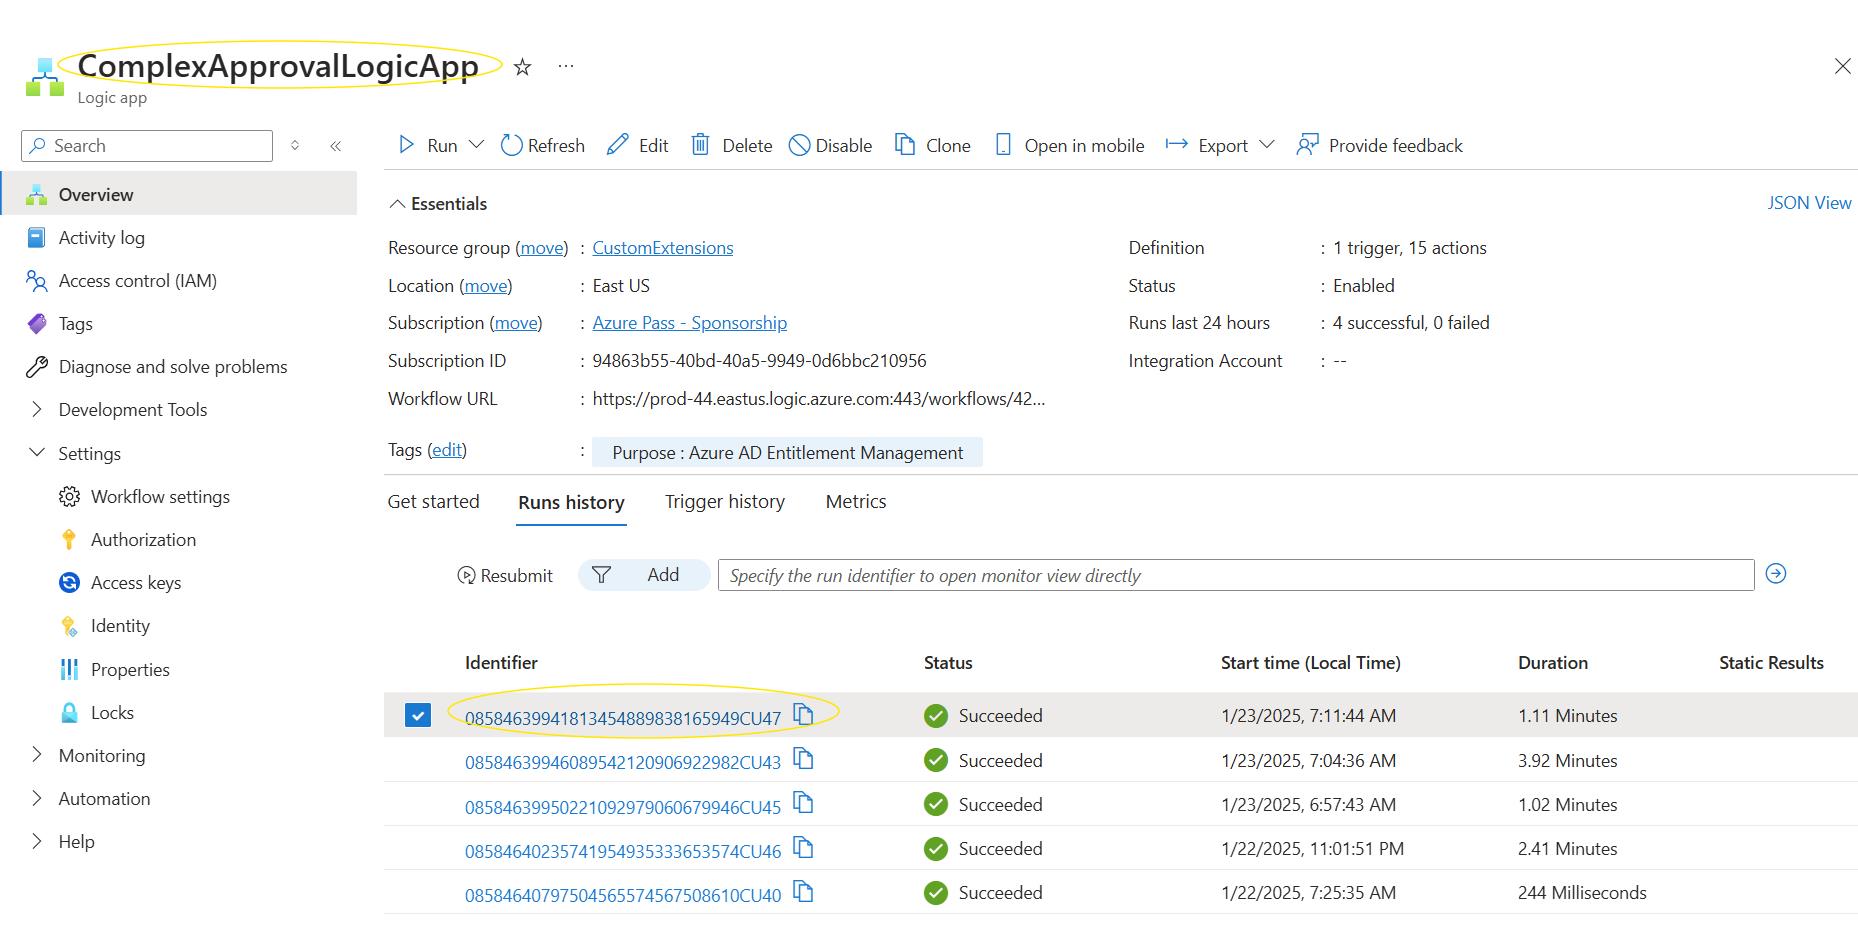 ComplexApprovalLogicApp
Logic app
Search
Run
Refresh
Edit
Delete
Disable
Clone
Open in mobile
Export
Provide feedback
Overview
Activity log
Access control (IAM)
Tags
Diagnose and solve problems
Development Tools
Settings
Workflow settings
Authorization
Access keys
Identity
Properties
Locks
Monitoring
Automation
Help
Essentials
JSON View
Resource group (move) : CustomExtensions
Location (move) : East US
Subscription (move) : Azure Pass - Sponsorship
Subscription ID : 94863b55-40bd-40a5-9949-0d6bbc210956
Workflow URL : https://prod-44.eastus.logic.azure.com:443/workflows/42...
Definition : 1 trigger, 15 actions
Status : Enabled
Runs last 24 hours : 4 successful, 0 failed
Integration Account : --
Tags (edit) : Purpose : Azure AD Entitlement Management
Get started Runs history Trigger history Metrics
Resubmit Add Specify the run identifier to open monitor view directly
Identifier Status Start time (Local Time) Duration Static Results
08584639941813454889838165949CU47 Succeeded 1/23/2025, 7:11:44 AM 1.11 Minutes
08584639946089542120906922982CU43 Succeeded 1/23/2025, 7:04:36 AM 3.92 Minutes
08584639950221092979060679946CU45 Succeeded 1/23/2025, 6:57:43 AM 1.02 Minutes
08584640235741954935333653574CU46 Succeeded 1/22/2025, 11:01:51 PM 2.41 Minutes
08584640797504565574567508610CU40 Succeeded 1/22/2025, 7:25:35 AM 244 Milliseconds